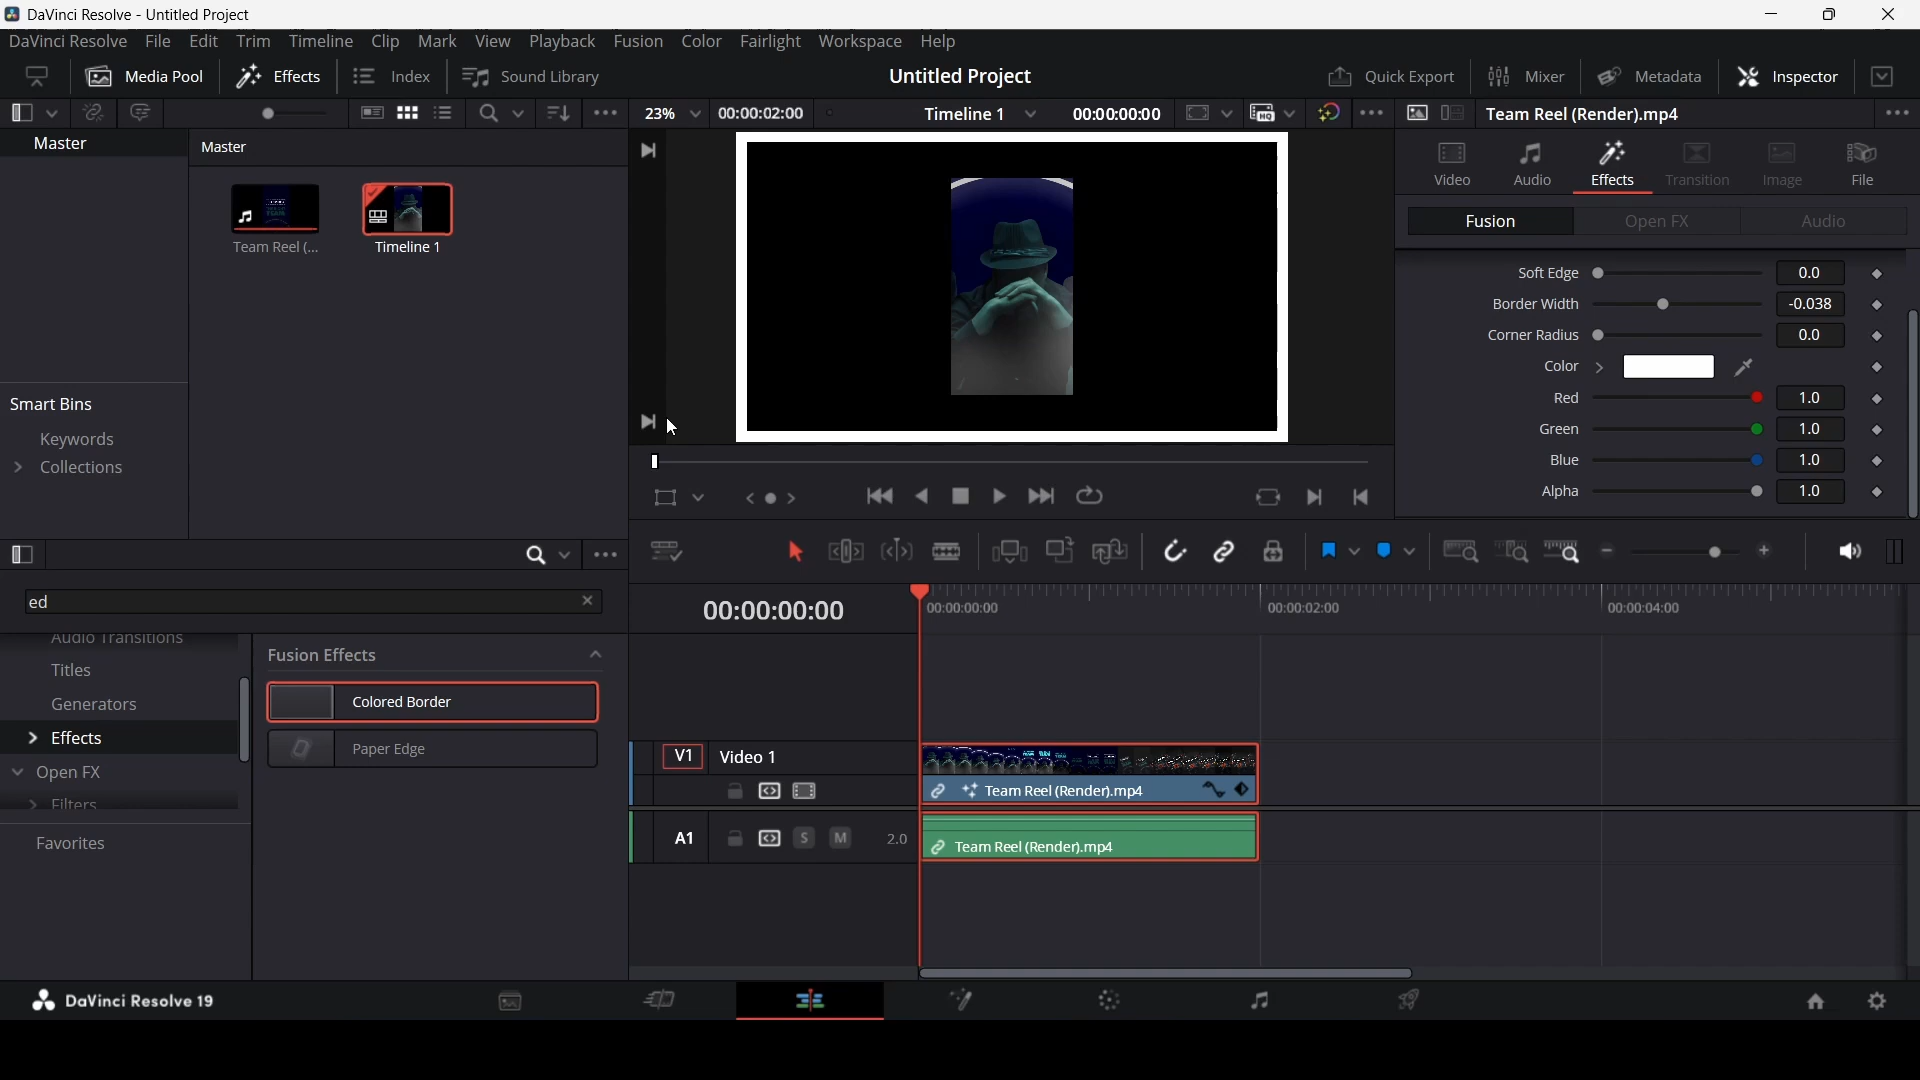 DaVinci Resolve - Untitled Project
DaVinci Resolve File Edit Trim Timeline Clip Mark View Playback Fusion Color Fairlight Workspace Help
Media Pool Effects Index Sound Library Untitled Project Quick Export Mixer Metadata Inspector
23% 00:00:02:00 Timeline 1 00:00:00:00 Team Reel (Render).mp4
Master Master
Team Reel (... Timeline 1
Smart Bins
Keywords
Collections
Video Audio Effects Transition Image File
Fusion Open FX Audio
Soft Edge 0.0
Border Width -0.038
Corner Radius 0.0
Color
Red 1.0
Green 1.0
Blue 1.0
Alpha 1.0
ed
Audio Transitions
Titles
Generators
Effects
Open FX
Filters
Favorites
Fusion Effects
Colored Border
Paper Edge
00:00:00:00 00:00:00:00 00:00:02:00 00:00:04:00
V1 Video 1
Team Reel (Render).mp4
A1 S M 2.0
Team Reel (Render).mp4
DaVinci Resolve 19